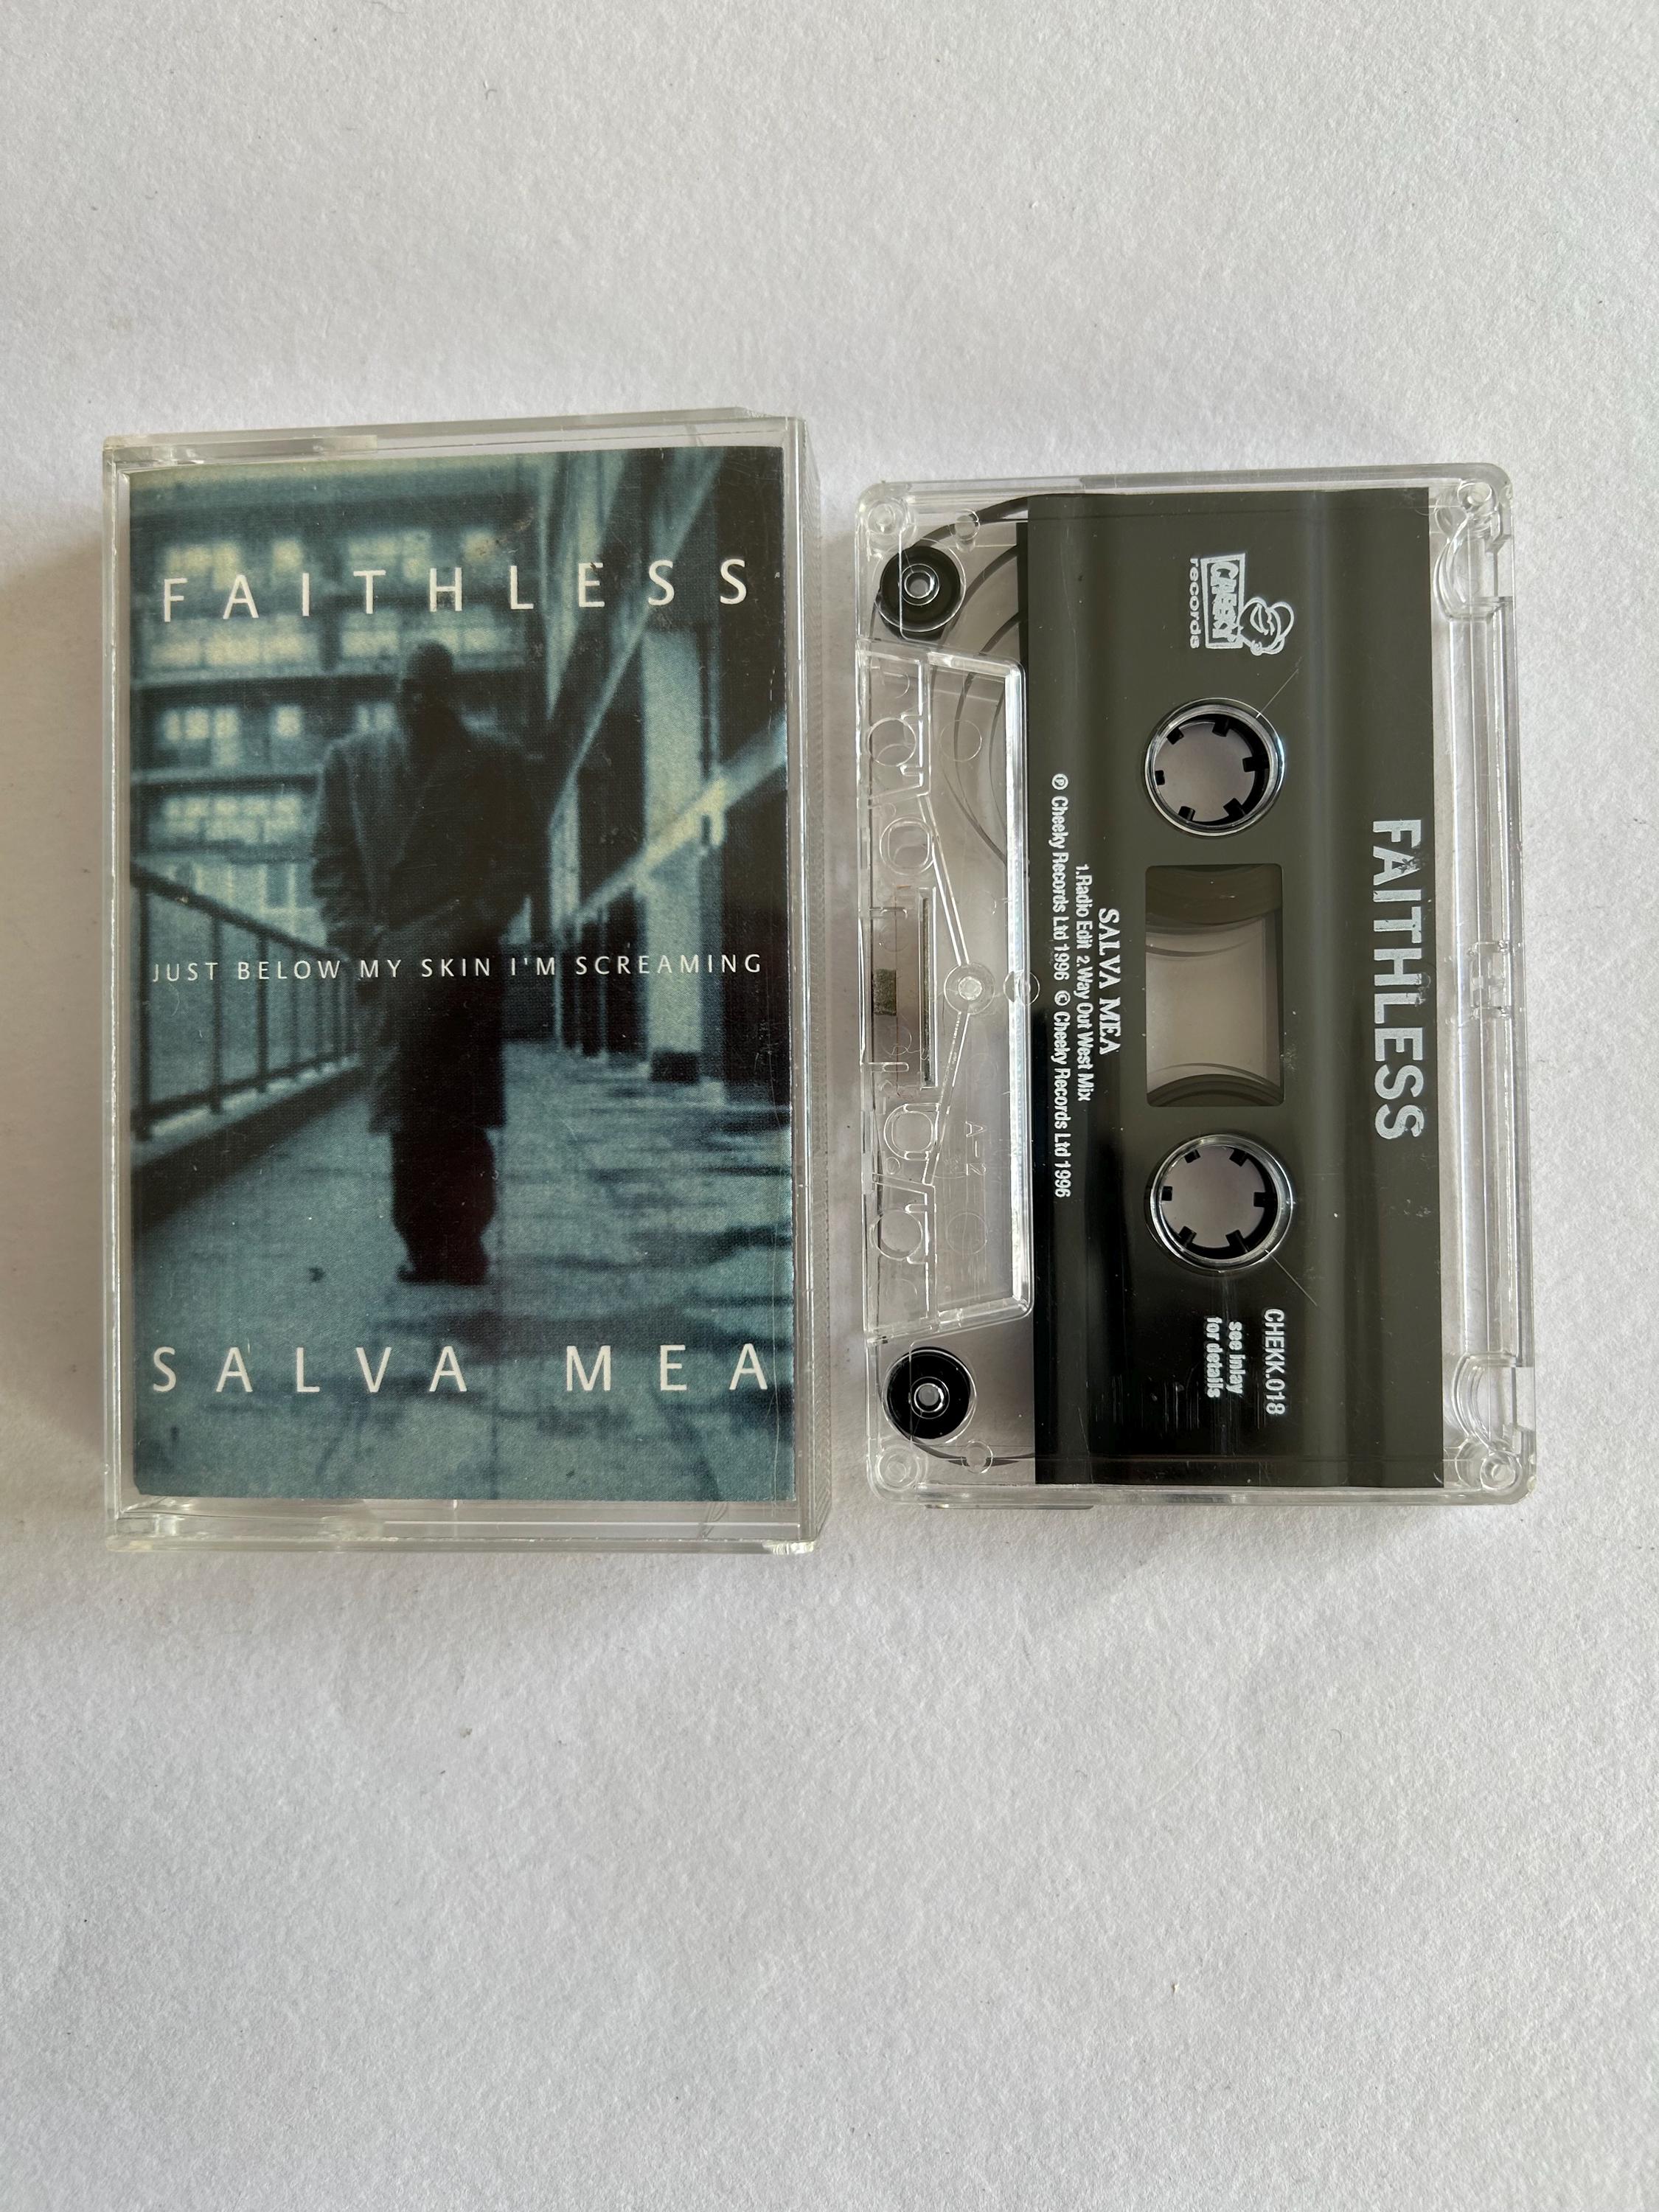 FAITHLESS
JUST BELOW MY SKIN I'M SCREAMING
SALVA MEA
FAITHLESS
CHEEKY
records
CHEKK.018
see inlay
for details
SALVA MEA
1.Radio Edit 2.Way Out West Mix
℗ Cheeky Records Ltd 1996 © Cheeky Records Ltd 1996
A-2